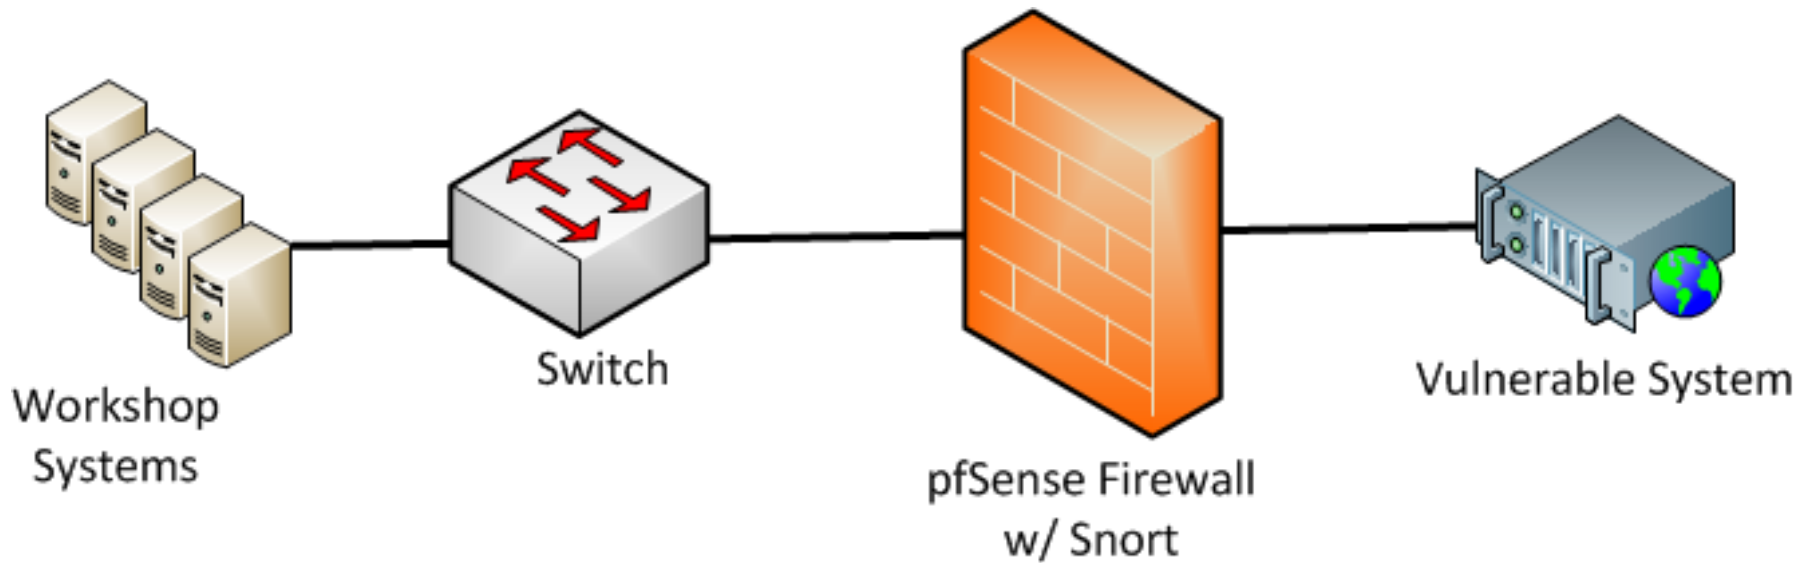 Workshop
Systems
Switch
pfSense Firewall
w/ Snort
Vulnerable System